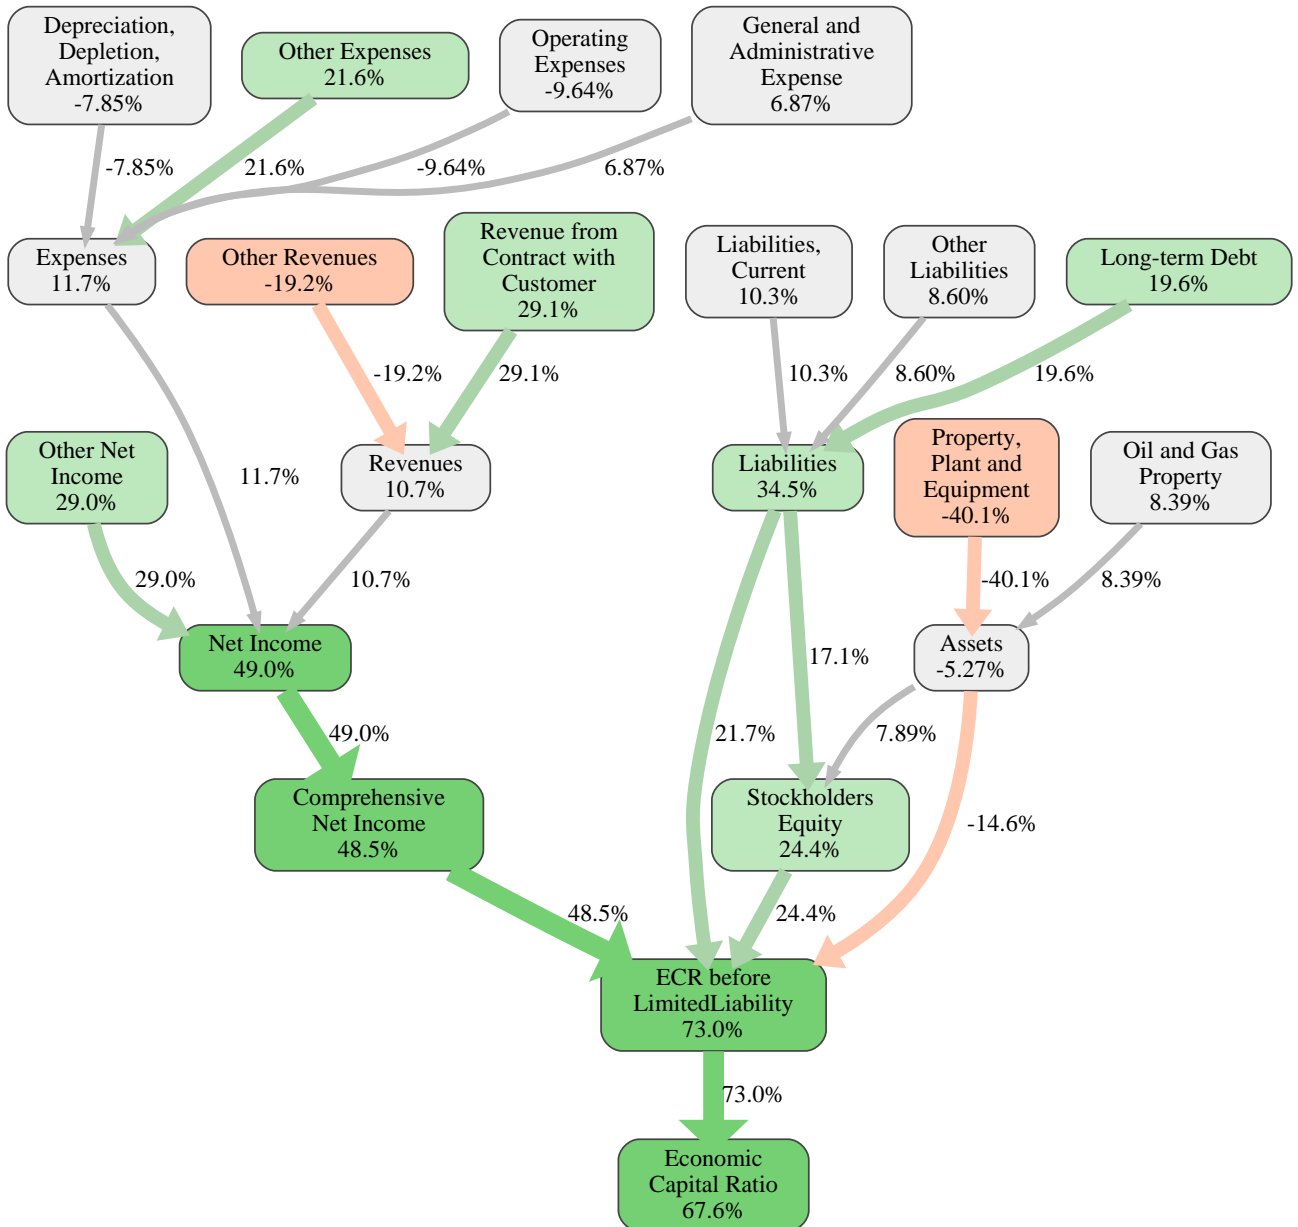 Depreciation,
Depletion,
Amortization
-7.85%
Other Expenses
21.6%
Operating
Expenses
-9.64%
General and
Administrative
Expense
6.87%
-7.85%
21.6%
-9.64%
6.87%
Expenses
11.7%
Other Revenues
-19.2%
Revenue from
Contract with
Customer
29.1%
Liabilities,
Current
10.3%
Other
Liabilities
8.60%
Long-term Debt
19.6%
-19.2%
29.1%
10.3%
8.60%
19.6%
Other Net
Income
29.0%
11.7%
Revenues
10.7%
Liabilities
34.5%
Property,
Plant and
Equipment
-40.1%
Oil and Gas
Property
8.39%
29.0%
10.7%
-40.1%
8.39%
Net Income
49.0%
17.1%
Assets
-5.27%
49.0%
21.7%
7.89%
Comprehensive
Net Income
48.5%
Stockholders
Equity
24.4%
-14.6%
48.5%
24.4%
ECR before
LimitedLiability
73.0%
73.0%
Economic
Capital Ratio
67.6%